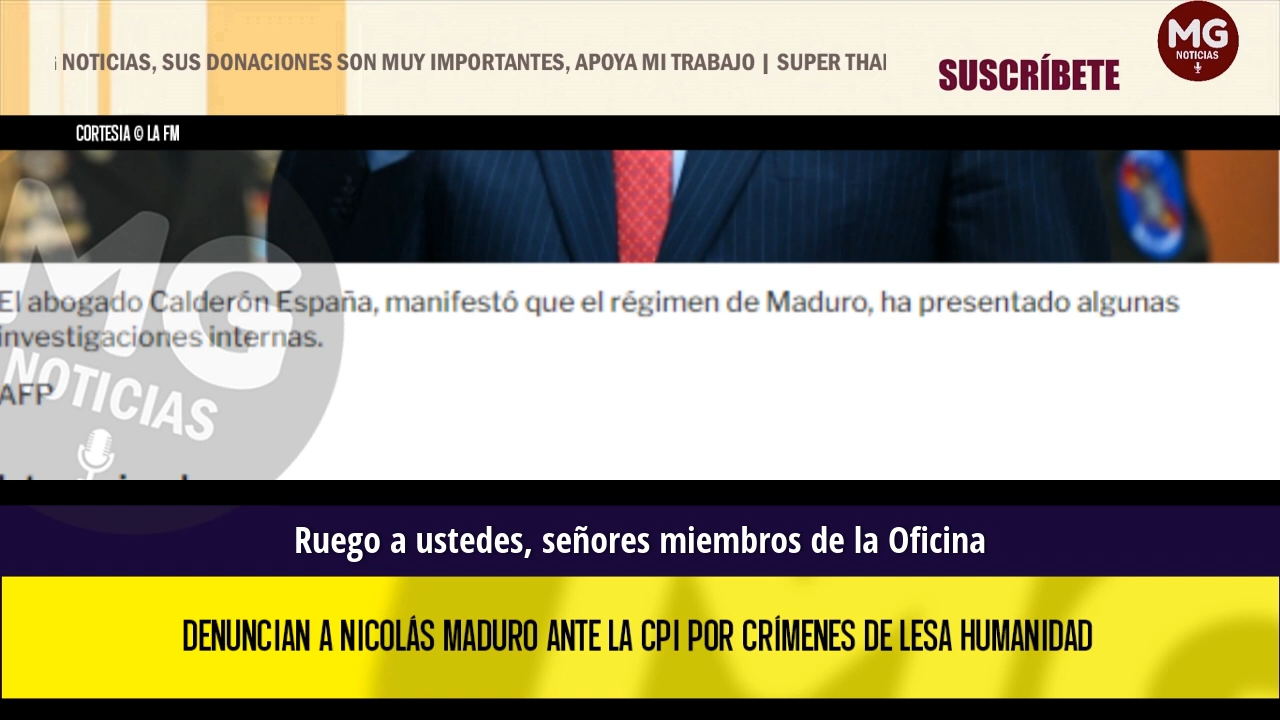 NOTICIAS, SUS DONACIONES SON MUY IMPORTANTES, APOYA MI TRABAJO | SUPER
SUSCRÍBETE
MG
NOTICIAS
CORTESIA © LA FM
El abogado Calderón España, manifestó que el régimen de Maduro, ha presentado algunas
investigaciones internas.
AFP
MG
NOTICIAS
Ruego a ustedes, señores miembros de la Oficina
DENUNCIAN A NICOLÁS MADURO ANTE LA CPI POR CRÍMENES DE LESA HUMANIDAD